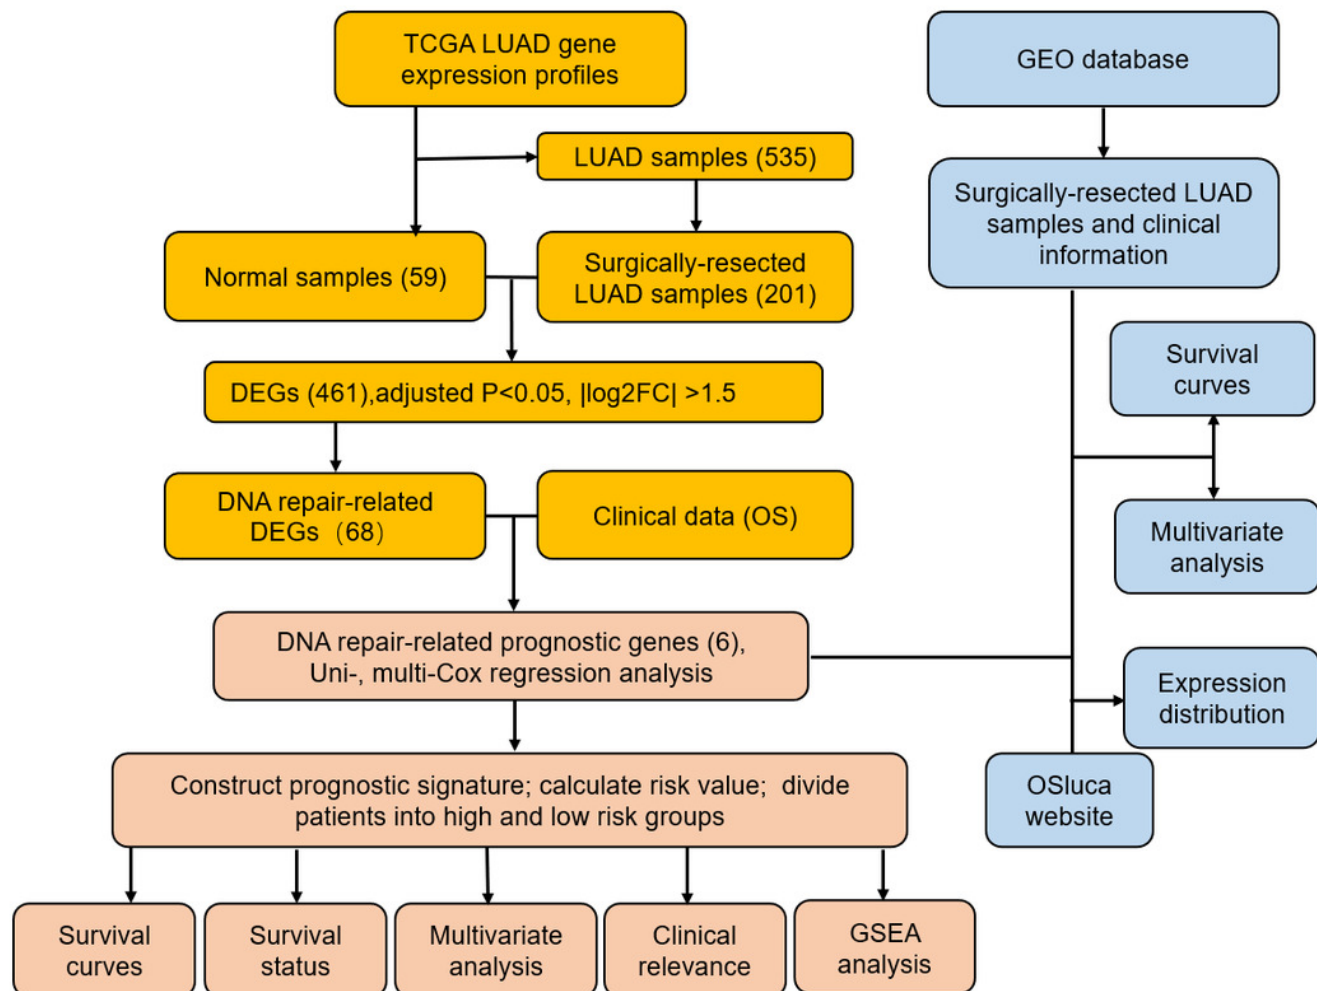 TCGA LUAD gene
expression profiles
LUAD samples (535)
Normal samples (59)
Surgically-resected
LUAD samples (201)
DEGs (461),adjusted P<0.05, |log2FC| >1.5
DNA repair-related
DEGs（68）
Clinical data (OS)
DNA repair-related prognostic genes (6),
Uni-, multi-Cox regression analysis
Construct prognostic signature; calculate risk value; divide
patients into high and low risk groups
Survival
curves
Survival
status
Multivariate
analysis
Clinical
relevance
GSEA
analysis
GEO database
Surgically-resected LUAD
samples and clinical
information
Survival
curves
Multivariate
analysis
Expression
distribution
OSluca
website